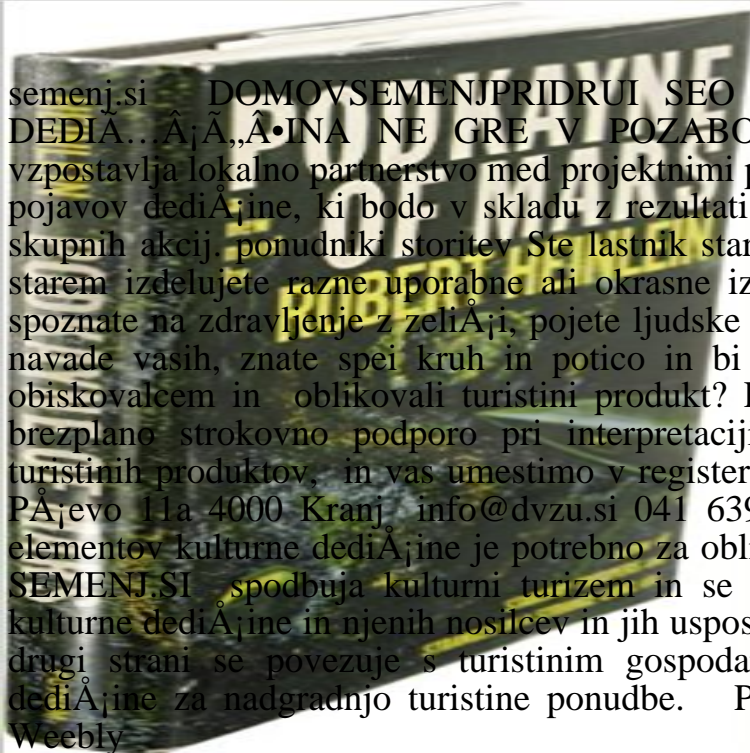 semenj.si DOMOVSEMENJPRIDRUI SEO
DEDIÃ…Â¡Ã„Â•INA NE GRE V POZABO
vzpostavlja lokalno partnerstvo med projektnimi p
pojavov dediÅ¡ine, ki bodo v skladu z rezultati
skupnih akcij. ponudniki storitev Ste lastnik star
starem izdelujete razne uporabne ali okrasne iz
spoznate na zdravljenje z zeliÅ¡i, pojete ljudske
navade vasih, znate spei kruh in potico in bi
obiskovalcem in oblikovali turistini produkt?
brezplano strokovno podporo pri interpretaciji
turistinih produktov, in vas umestimo v register
PÅ¡evo 11a 4000 Kranj info@dvzu.si 041 639
elementov kulturne dediÅ¡ine je potrebno za obli
SEMENJ.SI spodbuja kulturni turizem in se
kulturne dediÅ¡ine in njenih nosilcev in jih uspos
drugi strani se povezuje s turistinim gospoda
dediÅ¡ine za nadgradnjo turistine ponudbe. P
Weebly
PODKAYNE
OF